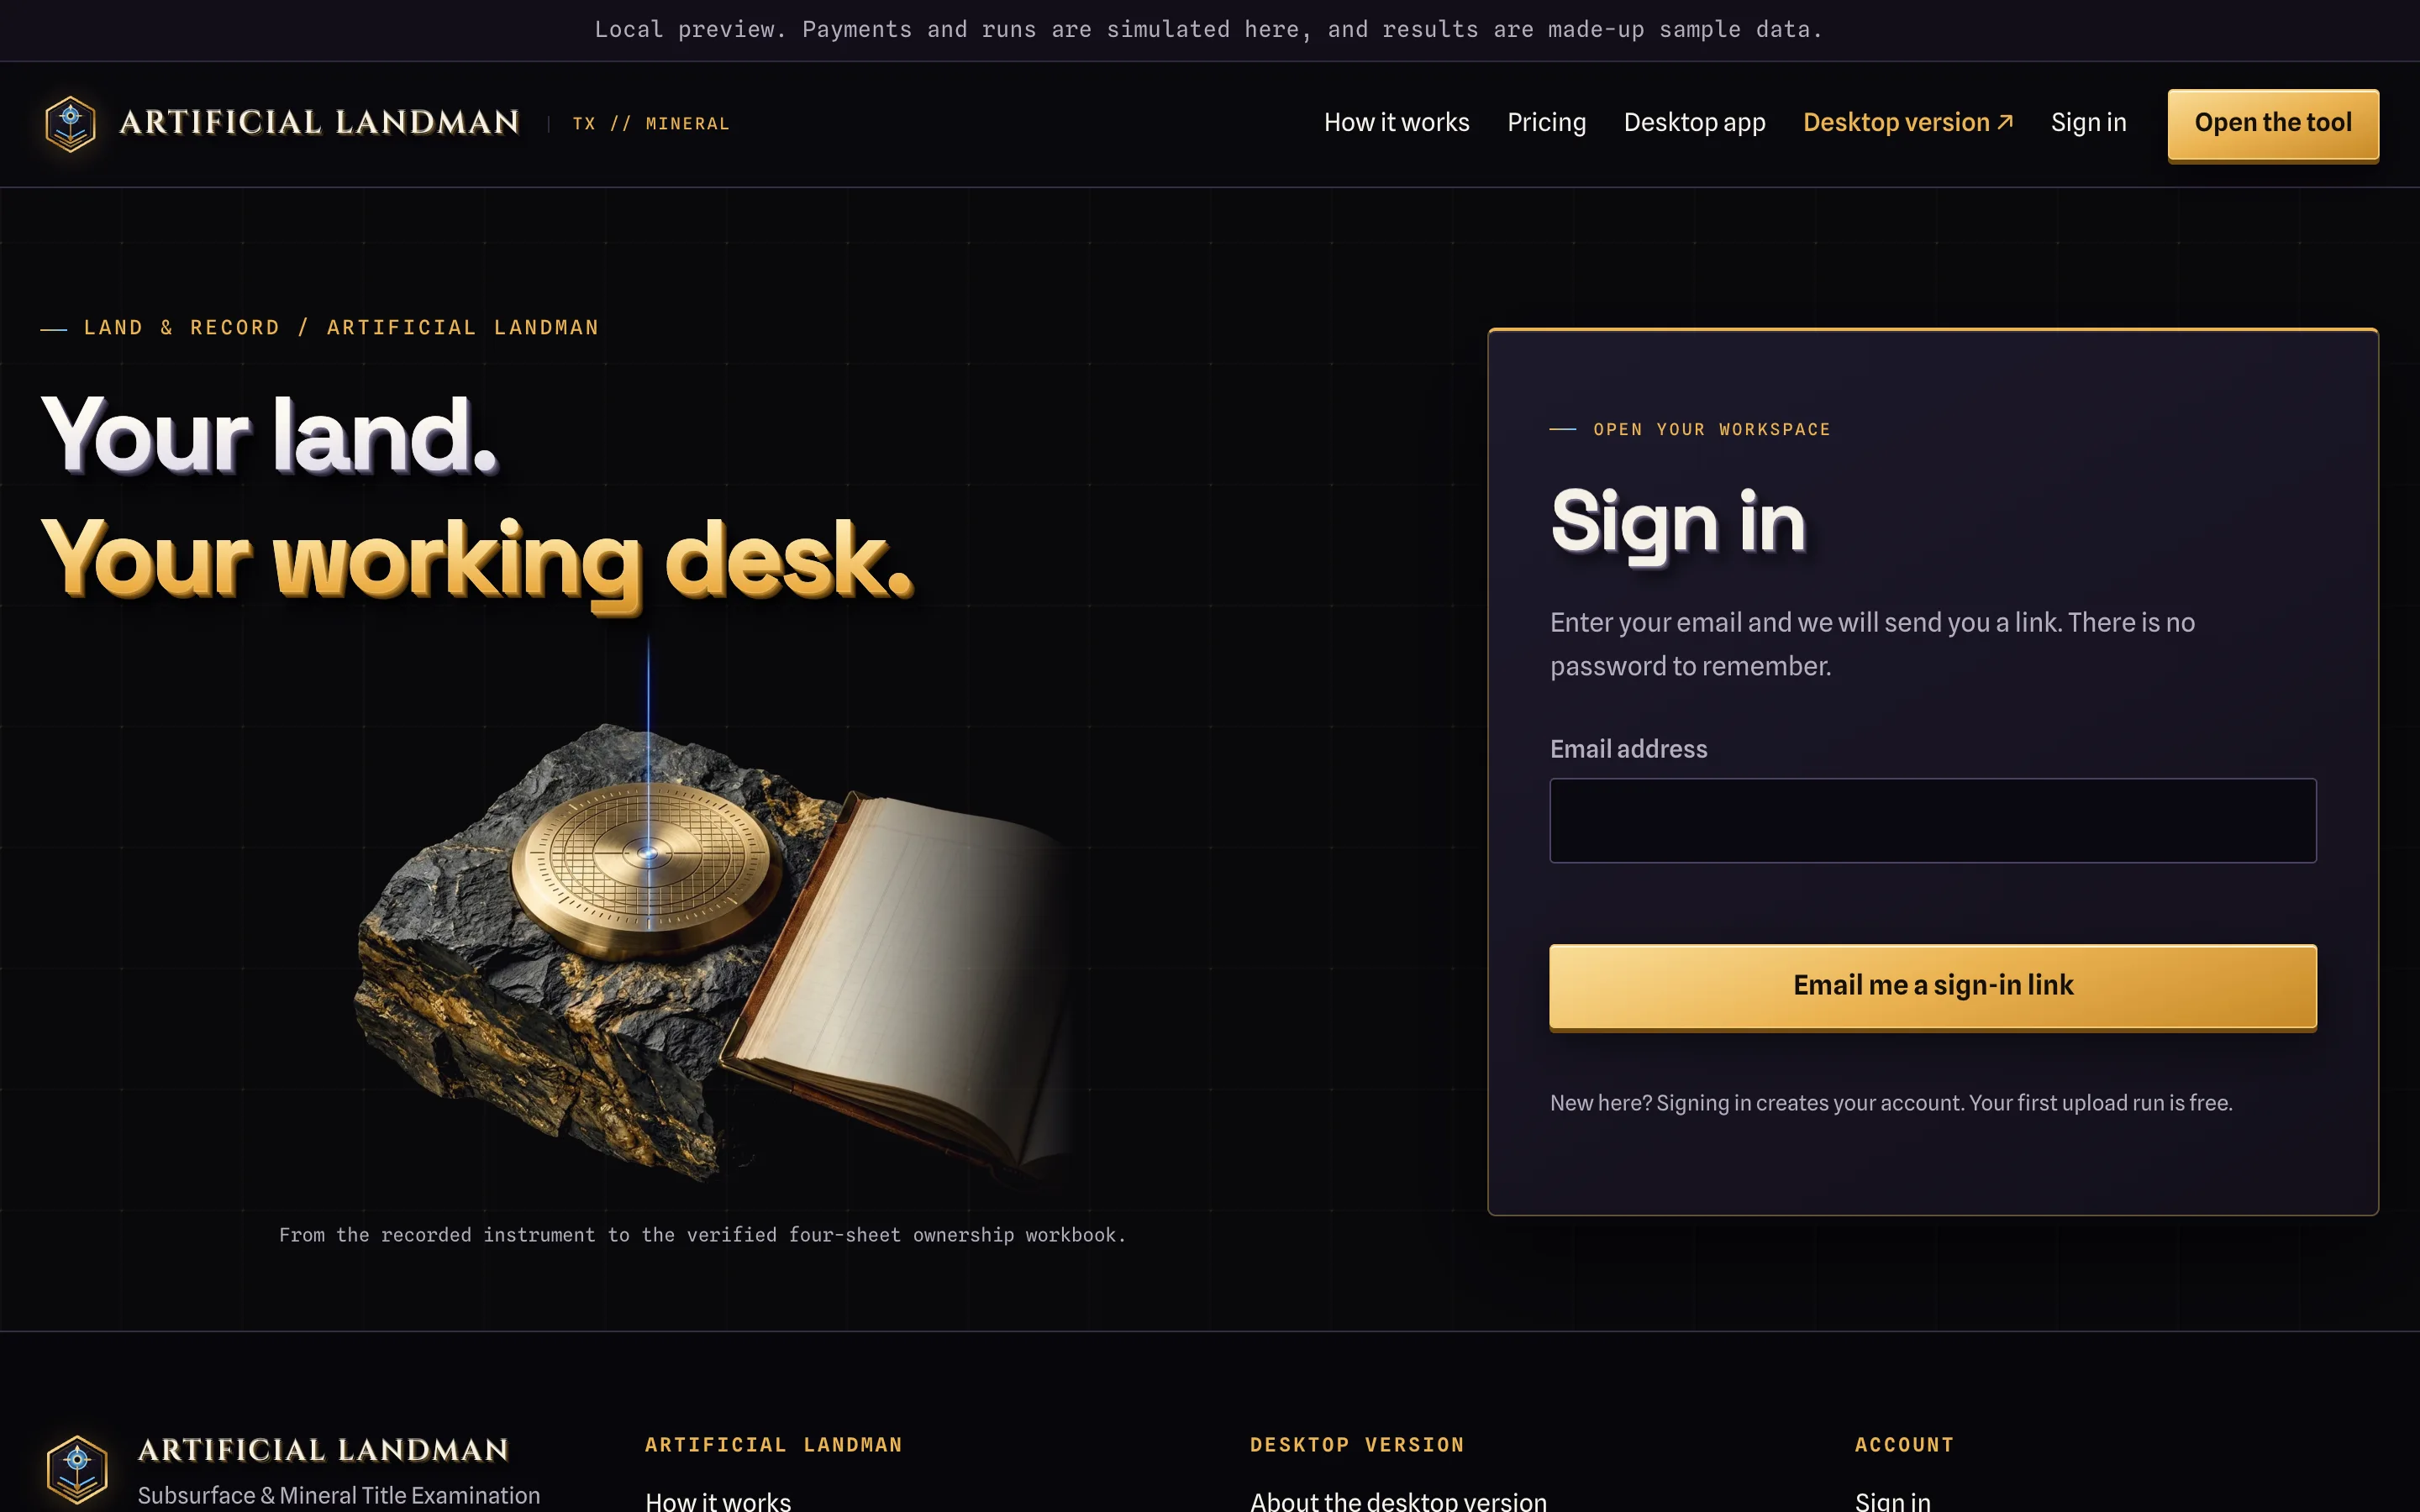 Local preview. Payments and runs are simulated here, and results are made-up sample data.
ARTIFICIAL LANDMAN | TX // MINERAL
How it works Pricing Desktop app Desktop version ↗ Sign in Open the tool
LAND & RECORD / ARTIFICIAL LANDMAN
Your land.
Your working desk.
From the recorded instrument to the verified four-sheet ownership workbook.
OPEN YOUR WORKSPACE
Sign in
Enter your email and we will send you a link. There is no
password to remember.
Email address
Email me a sign-in link
New here? Signing in creates your account. Your first upload run is free.
ARTIFICIAL LANDMAN
Subsurface & Mineral Title Examination
ARTIFICIAL LANDMAN
How it works
DESKTOP VERSION
About the desktop version
ACCOUNT
Sign in